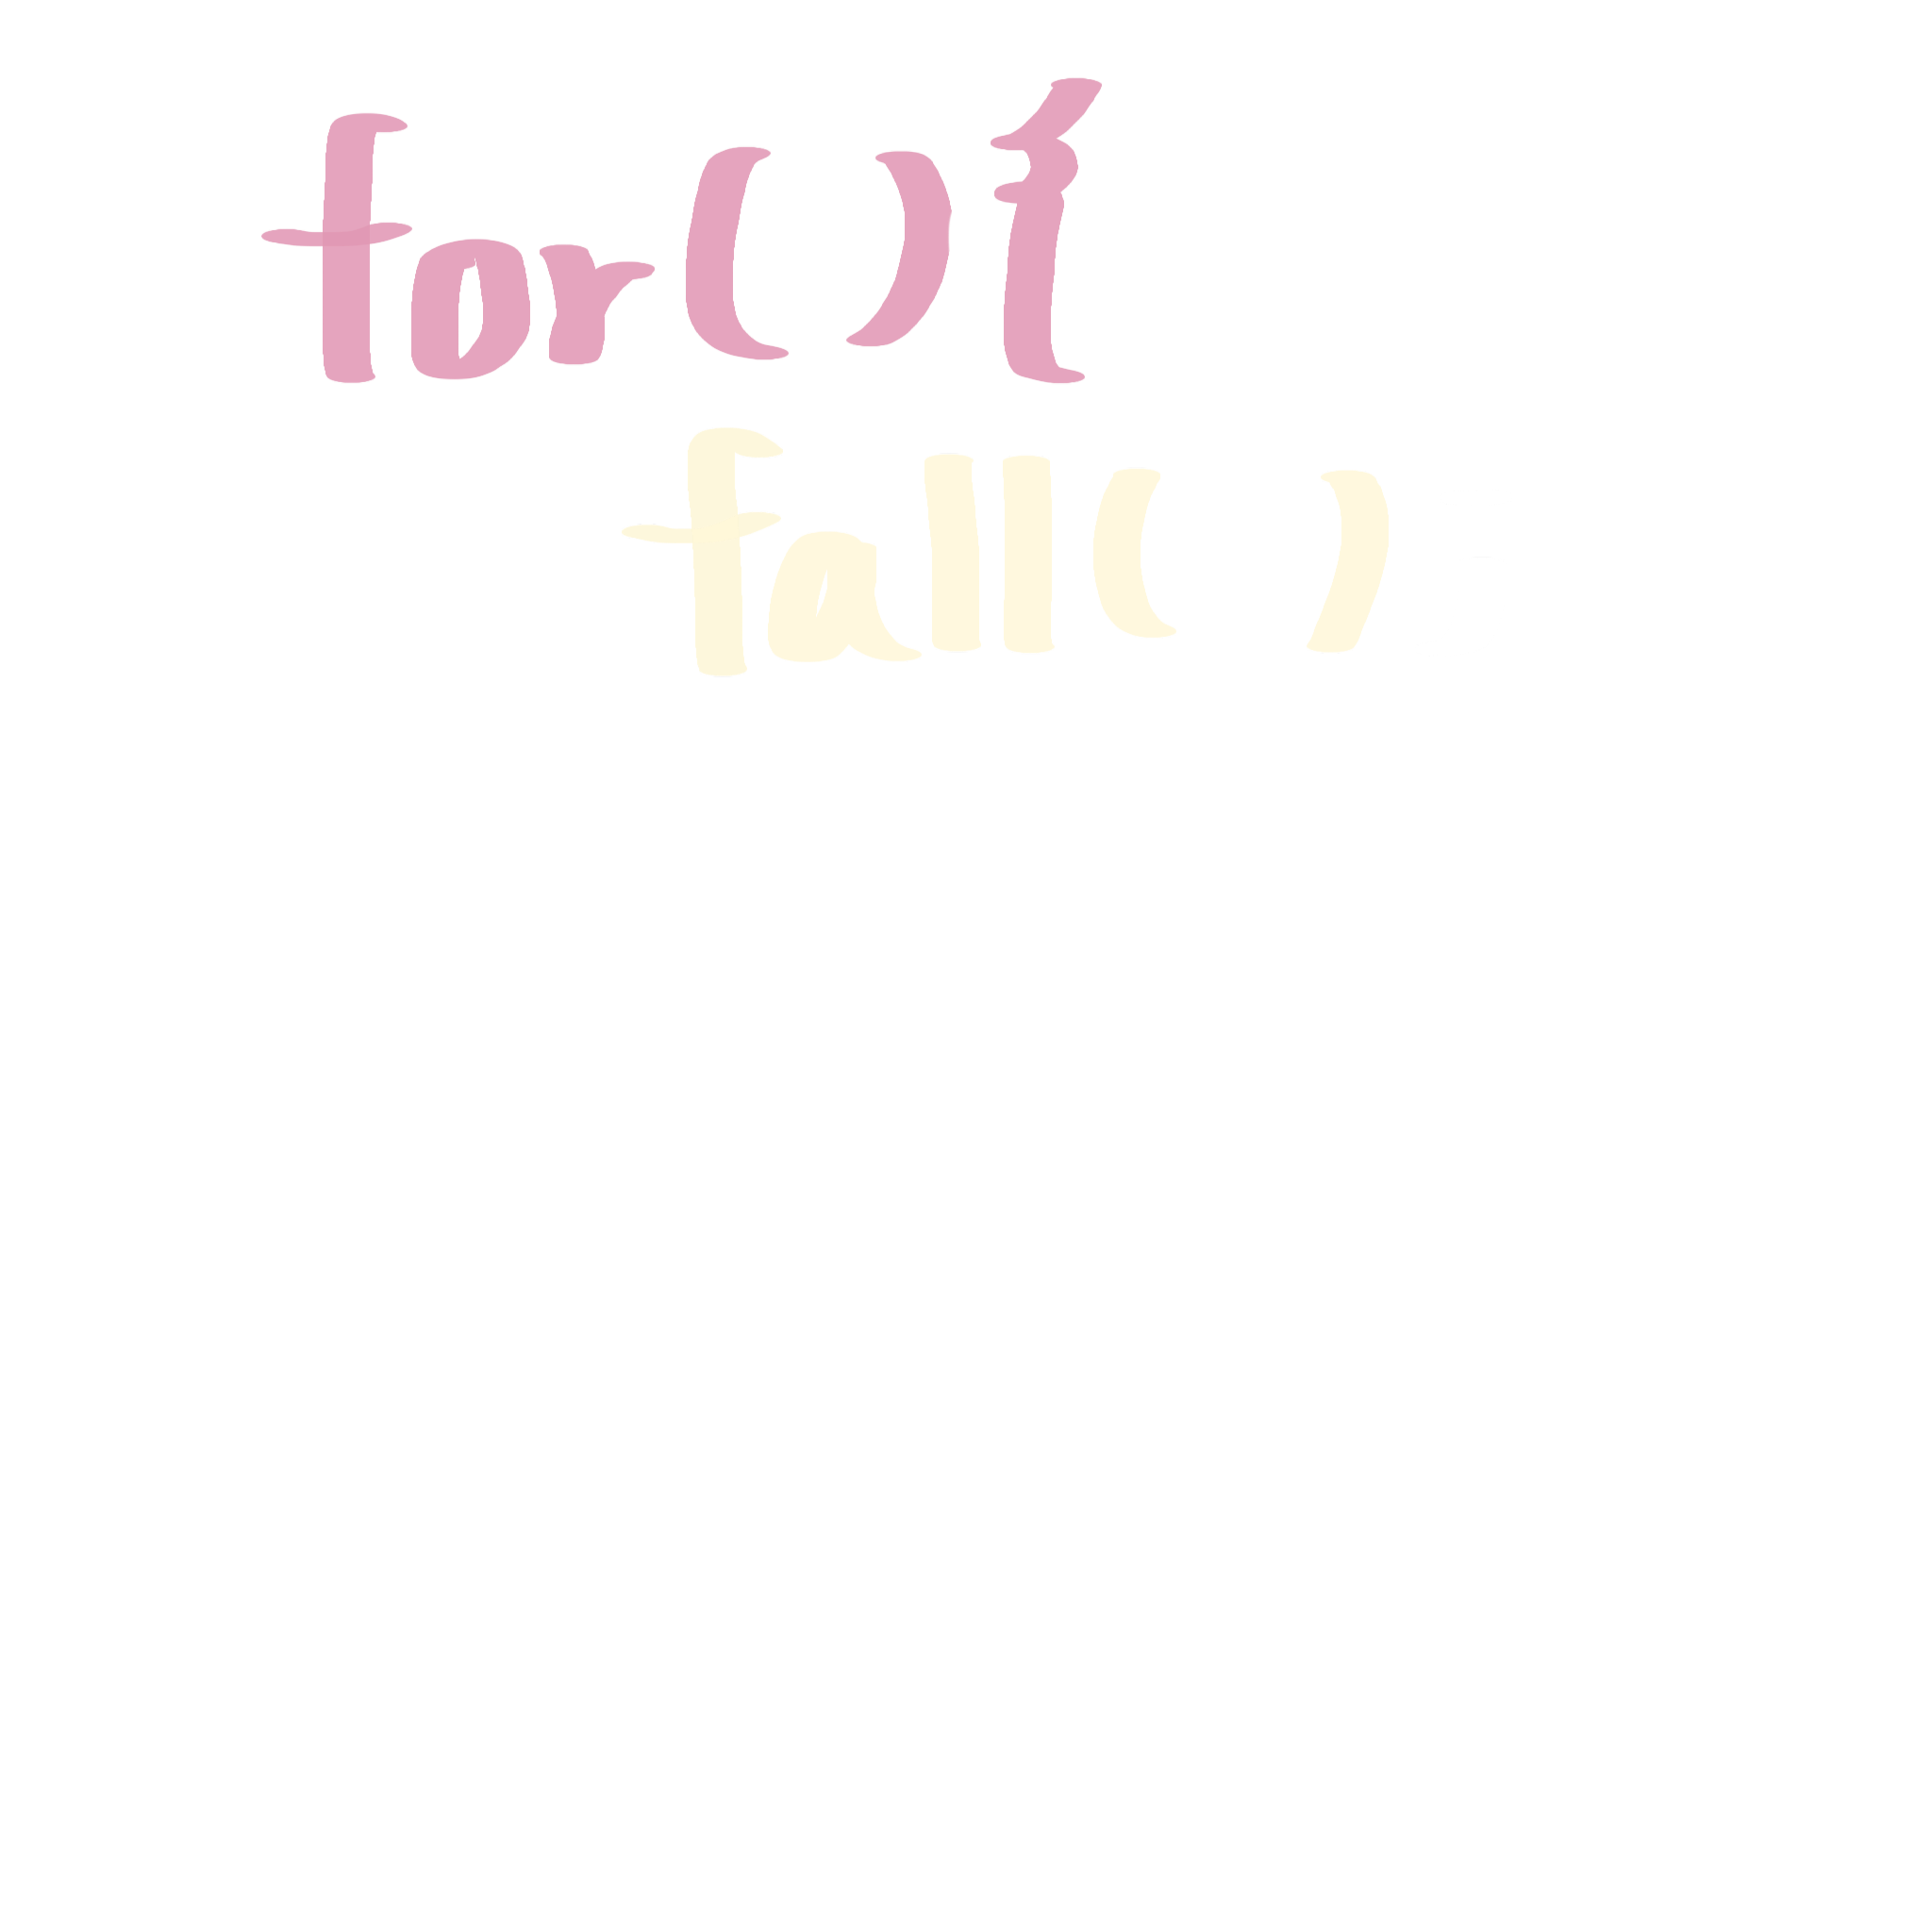 for( ){
fall( )